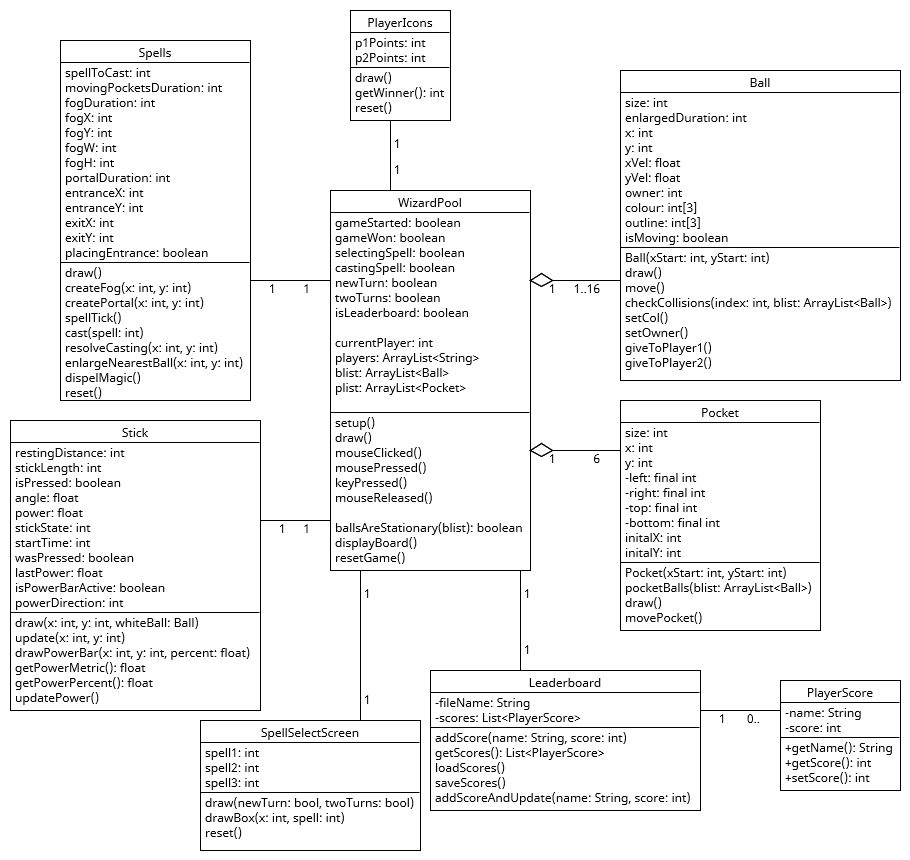 PlayerIcons
p1Points: int
p2Points: int
draw()
getWinner(): int
reset()
1
1
Spells
spellToCast: int
movingPocketsDuration: int
fogDuration: int
fogX: int
fogY: int
fogW: int
fogH: int
portalDuration: int
entranceX: int
entranceY: int
exitX: int
exitY: int
placingEntrance: boolean
draw()
createFog(x: int, y: int)
createPortal(x: int, y: int)
spellTick()
cast(spell: int)
resolveCasting(x: int, y: int)
enlargeNearestBall(x: int, y: int)
dispelMagic()
reset()
1 1
WizardPool
gameStarted: boolean
gameWon: boolean
selectingSpell: boolean
castingSpell: boolean
newTurn: boolean
twoTurns: boolean
isLeaderboard: boolean
currentPlayer: int
players: ArrayList<String>
blist: ArrayList<Ball>
plist: ArrayList<Pocket>
setup()
draw()
mouseClicked()
mousePressed()
keyPressed()
mouseReleased()
ballsAreStationary(blist): boolean
displayBoard()
resetGame()
1 1..16
Ball
size: int
enlargedDuration: int
x: int
y: int
xVel: float
yVel: float
owner: int
colour: int[3]
outline: int[3]
isMoving: boolean
Ball(xStart: int, yStart: int)
draw()
move()
checkCollisions(index: int, blist: ArrayList<Ball>)
setCol()
setOwner()
giveToPlayer1()
giveToPlayer2()
1 6
Pocket
size: int
x: int
y: int
-left: final int
-right: final int
-top: final int
-bottom: final int
initalX: int
initalY: int
Pocket(xStart: int, yStart: int)
pocketBalls(blist: ArrayList<Ball>)
draw()
movePocket()
Stick
restingDistance: int
stickLength: int
isPressed: boolean
angle: float
power: float
stickState: int
startTime: int
wasPressed: boolean
lastPower: float
isPowerBarActive: boolean
powerDirection: int
draw(x: int, y: int, whiteBall: Ball)
update(x: int, y: int)
drawPowerBar(x: int, y: int, percent: float)
getPowerMetric(): float
getPowerPercent(): float
updatePower()
1 1
1
1
SpellSelectScreen
spell1: int
spell2: int
spell3: int
draw(newTurn: bool, twoTurns: bool)
drawBox(x: int, spell: int)
reset()
1
1
Leaderboard
-fileName: String
-scores: List<PlayerScore>
addScore(name: String, score: int)
getScores(): List<PlayerScore>
loadScores()
saveScores()
addScoreAndUpdate(name: String, score: int)
1 0..
PlayerScore
-name: String
-score: int
+getName(): String
+getScore(): int
+setScore(): int